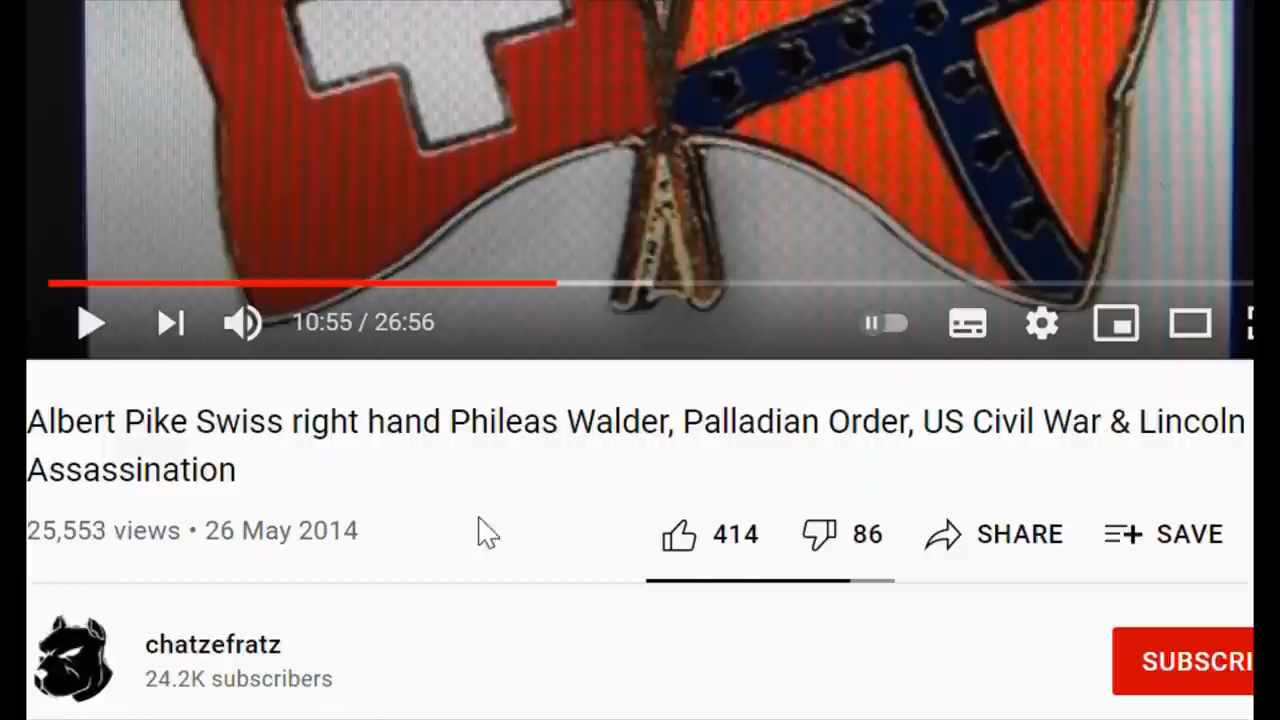 10:55 / 26:56
Albert Pike Swiss right hand Phileas Walder, Palladian Order, US Civil War & Lincoln
Assassination
25,553 views • 26 May 2014
414 86 SHARE SAVE
chatzefratz
24.2K subscribers
SUBSCRI